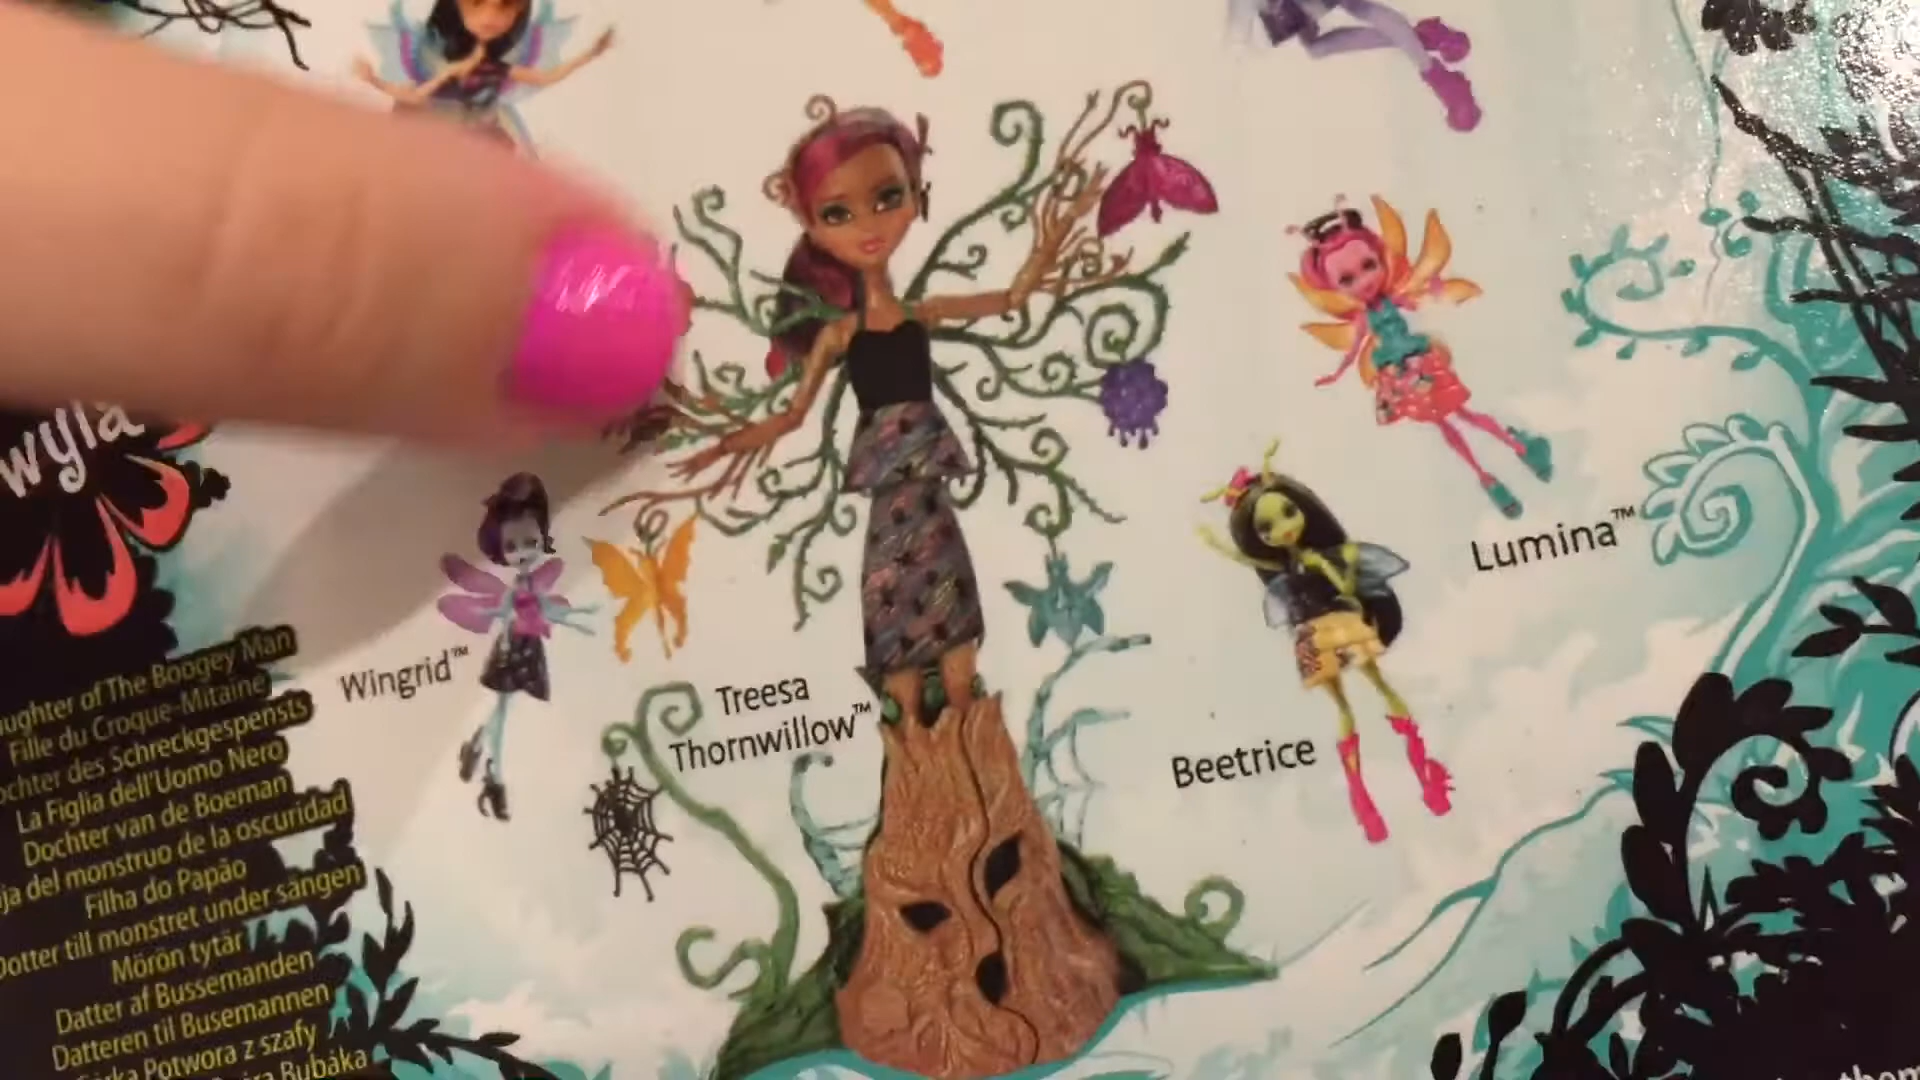 wyla
Daughter of The Boogey Man
Fille du Croque-Mitaine
Tochter des Schreckgespensts
La Figlia dell'Uomo Nero
Dochter van de Boeman
Hija del monstruo de la oscuridad
Filha do Papão
Dotter till monstret under sängen
Mörön tytär
Datter af Bussemanden
Datteren til Busemannen
Córka Potwora z szafy
Bubáka
Wingrid™
Treesa
Thornwillow™
Beetrice
Lumina™